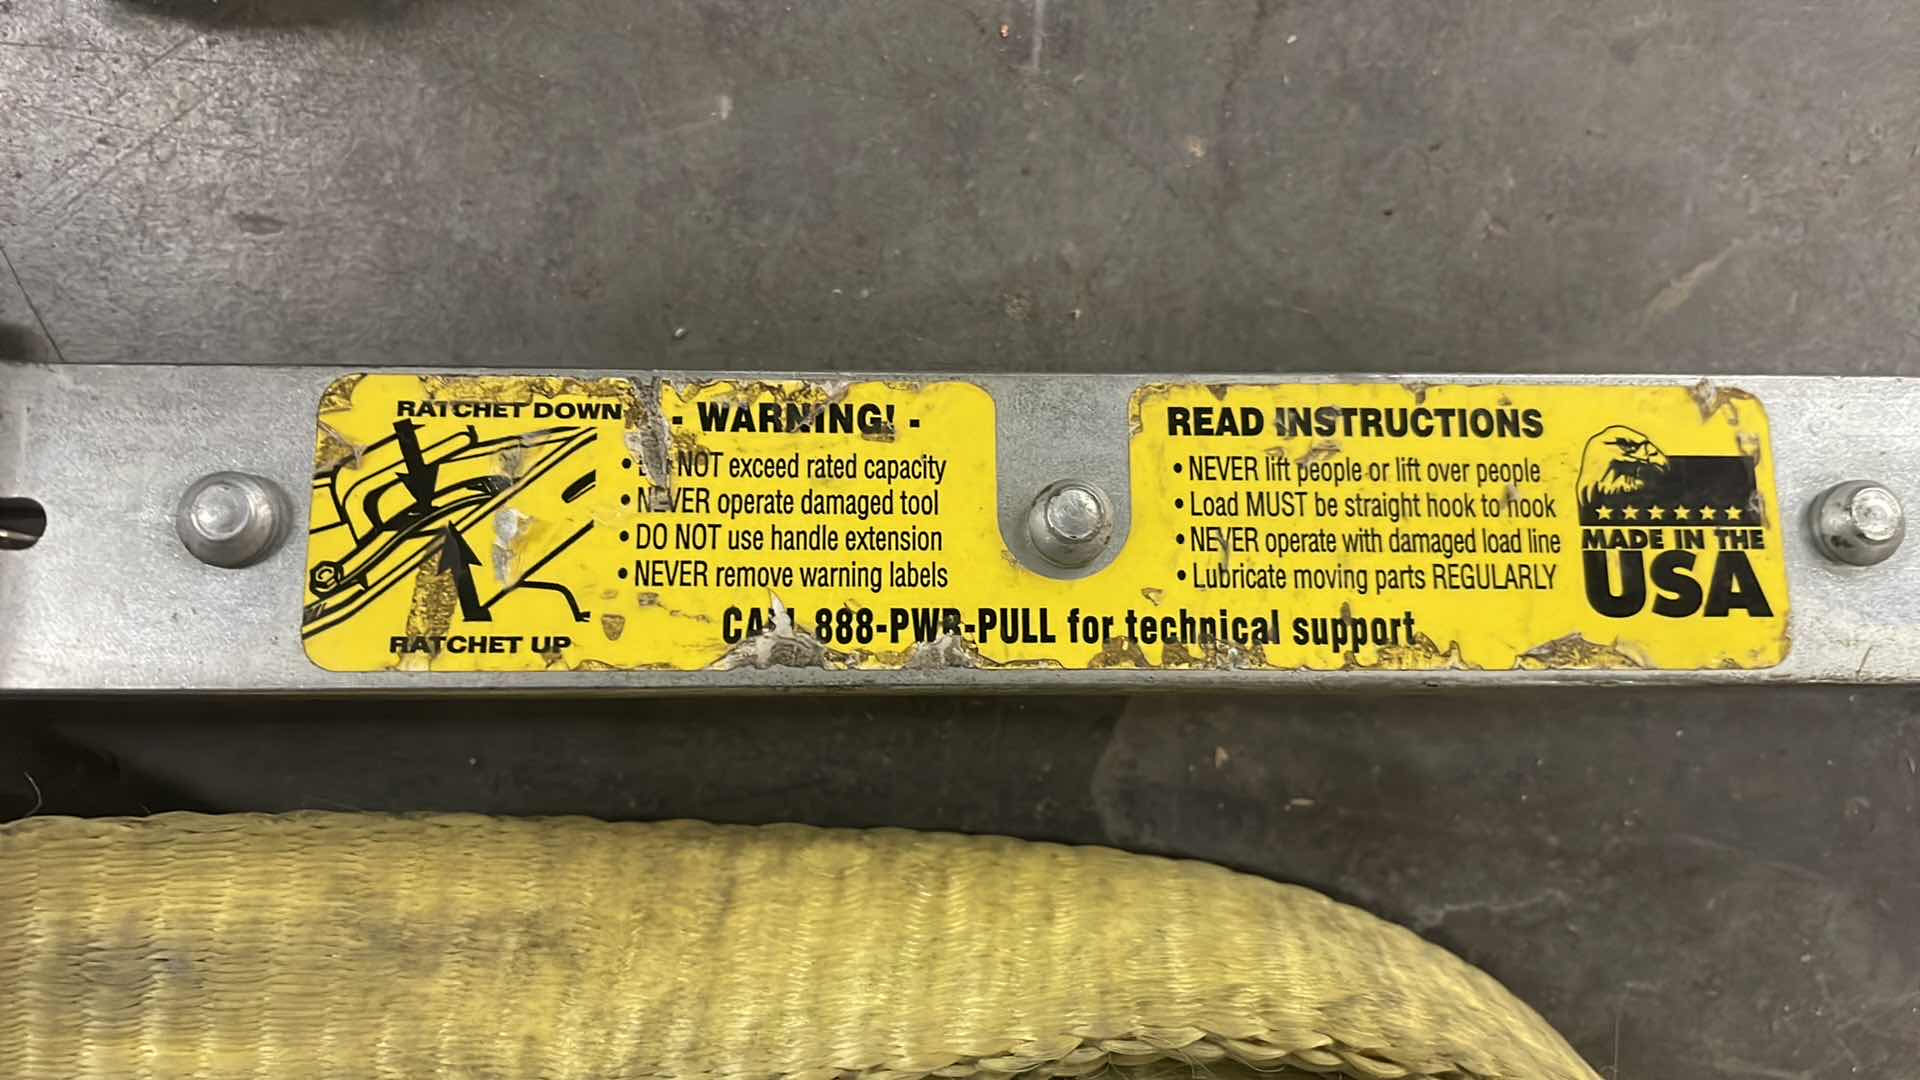 RATCHET DOWN
RATCHET UP
- WARNING! -
• DO NOT exceed rated capacity
• NEVER operate damaged tool
• DO NOT use handle extension
• NEVER remove warning labels
READ INSTRUCTIONS
• NEVER lift people or lift over people
• Load MUST be straight hook to hook
• NEVER operate with damaged load line
• Lubricate moving parts REGULARLY
CALL 888-PWR-PULL for technical support
MADE IN THE
USA